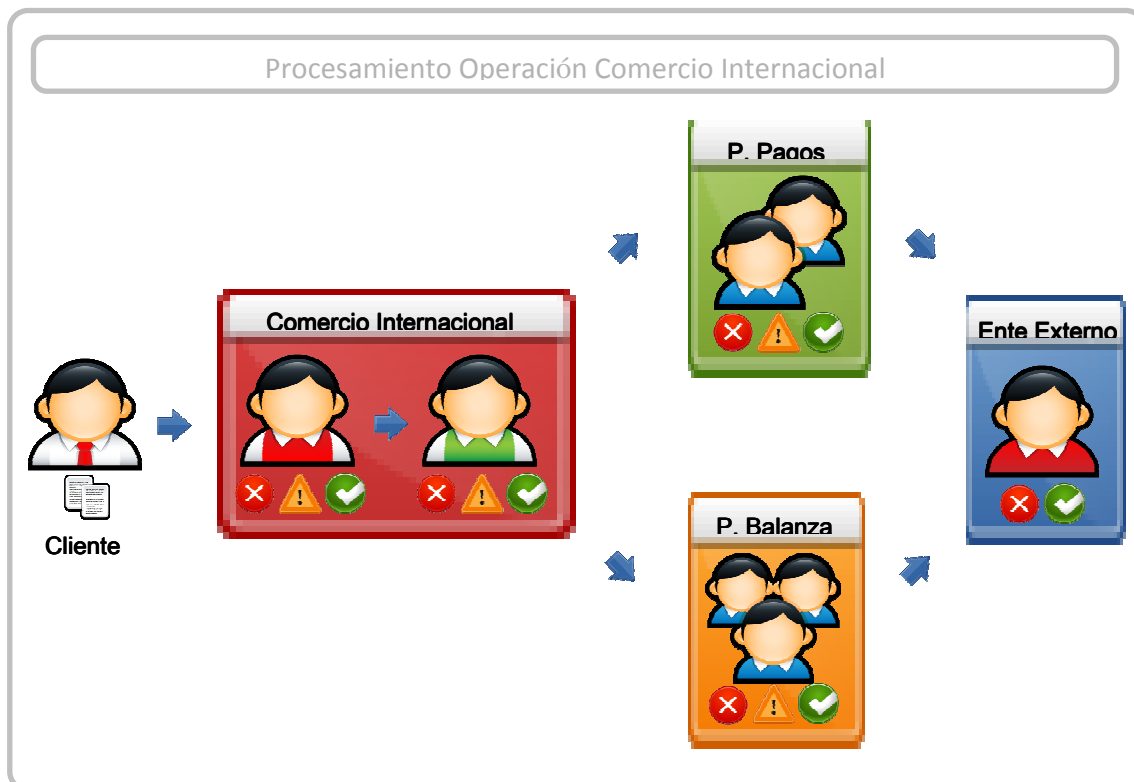 Procesamiento Operación Comercio Internacional
P. Pagos
Comercio Internacional
Ente Externo
Cliente
P. Balanza